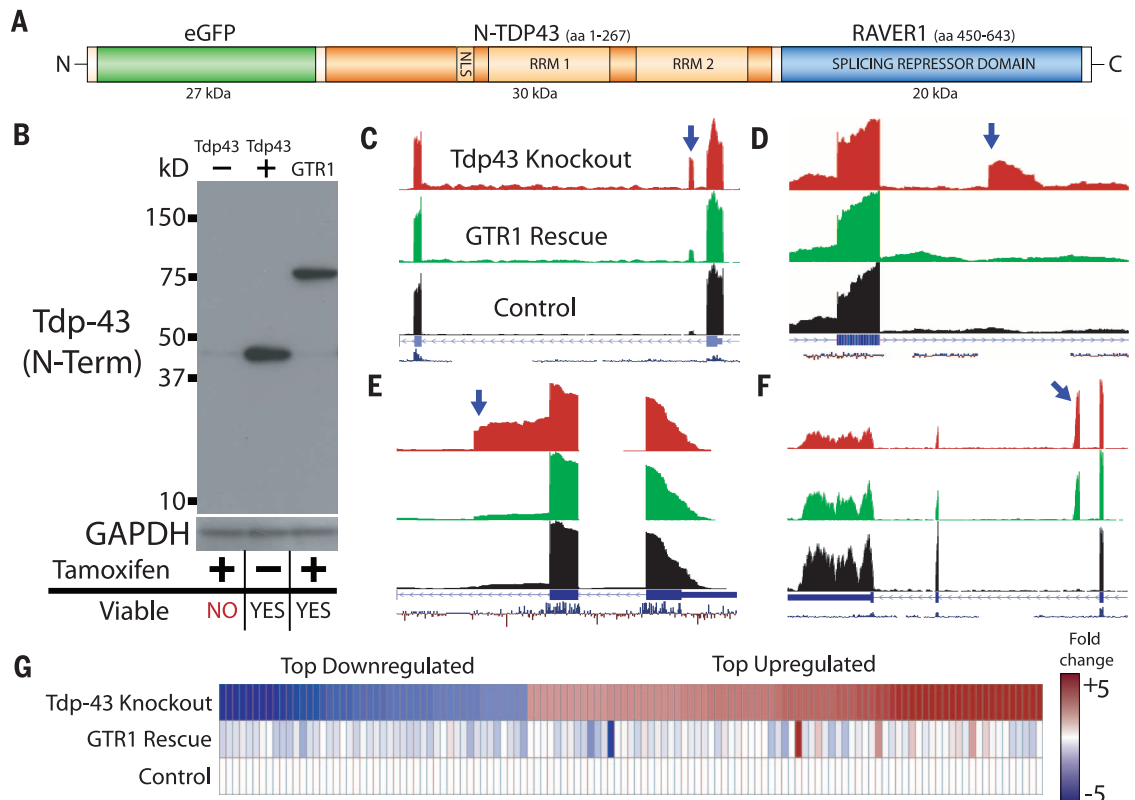 A
eGFP
N-TDP43 (aa 1-267)
RAVER1 (aa 450-643)
N
NLS
RRM 1
RRM 2
SPLICING REPRESSOR DOMAIN
C
27 kDa
30 kDa
20 kDa
B
Tdp43 Tdp43
kD − + GTR1
150
75
50
37
10
Tdp-43
(N-Term)
GAPDH
Tamoxifen + − +
Viable NO YES YES
C
Tdp43 Knockout
GTR1 Rescue
Control
D
E
F
G
Top Downregulated
Top Upregulated
Fold
change
+5
-5
Tdp-43 Knockout
GTR1 Rescue
Control